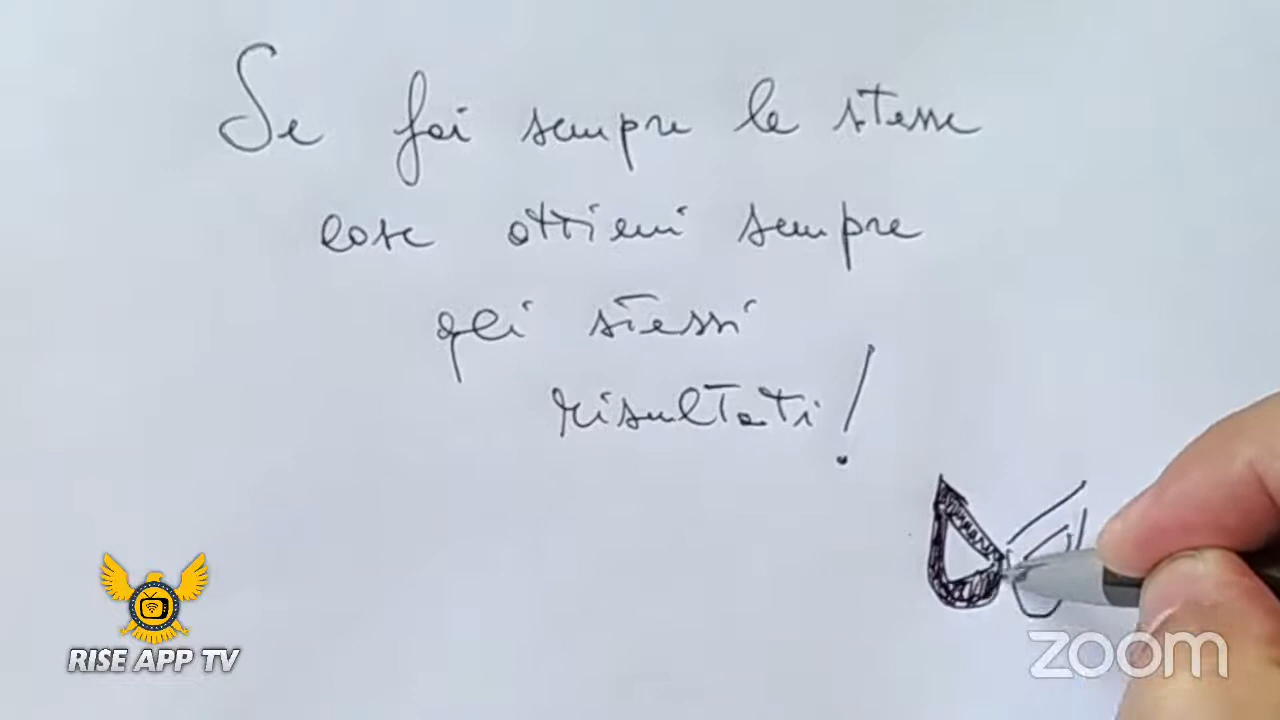 Se fai sempre le stesse
cose ottieni sempre
gli stessi
risultati!
RISE APP TV
zoom